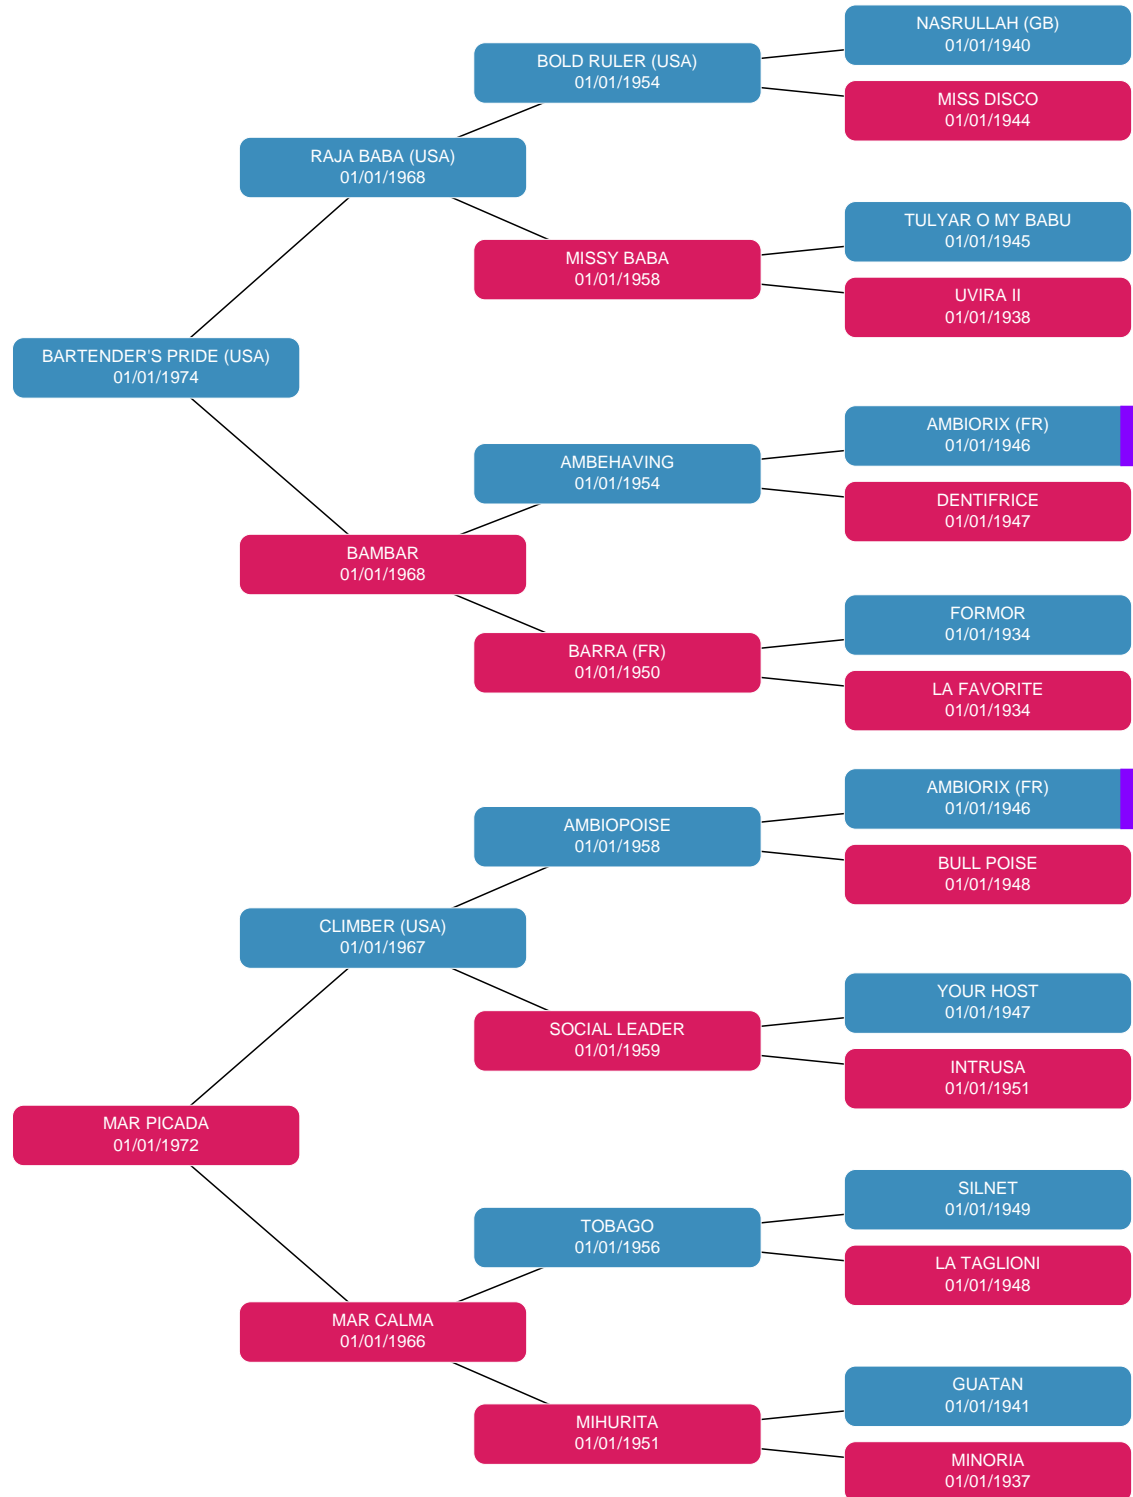 NASRULLAH (GB)
01/01/1940
BOLD RULER (USA)
01/01/1954
MISS DISCO
01/01/1944
RAJA BABA (USA)
01/01/1968
TULYAR O MY BABU
01/01/1945
MISSY BABA
01/01/1958
UVIRA II
01/01/1938
BARTENDER'S PRIDE (USA)
01/01/1974
AMBIORIX (FR)
01/01/1946
AMBEHAVING
01/01/1954
DENTIFRICE
01/01/1947
BAMBAR
01/01/1968
FORMOR
01/01/1934
BARRA (FR)
01/01/1950
LA FAVORITE
01/01/1934
AMBIORIX (FR)
01/01/1946
AMBIOPOISE
01/01/1958
BULL POISE
01/01/1948
CLIMBER (USA)
01/01/1967
YOUR HOST
01/01/1947
SOCIAL LEADER
01/01/1959
INTRUSA
01/01/1951
MAR PICADA
01/01/1972
SILNET
01/01/1949
TOBAGO
01/01/1956
LA TAGLIONI
01/01/1948
MAR CALMA
01/01/1966
GUATAN
01/01/1941
MIHURITA
01/01/1951
MINORIA
01/01/1937